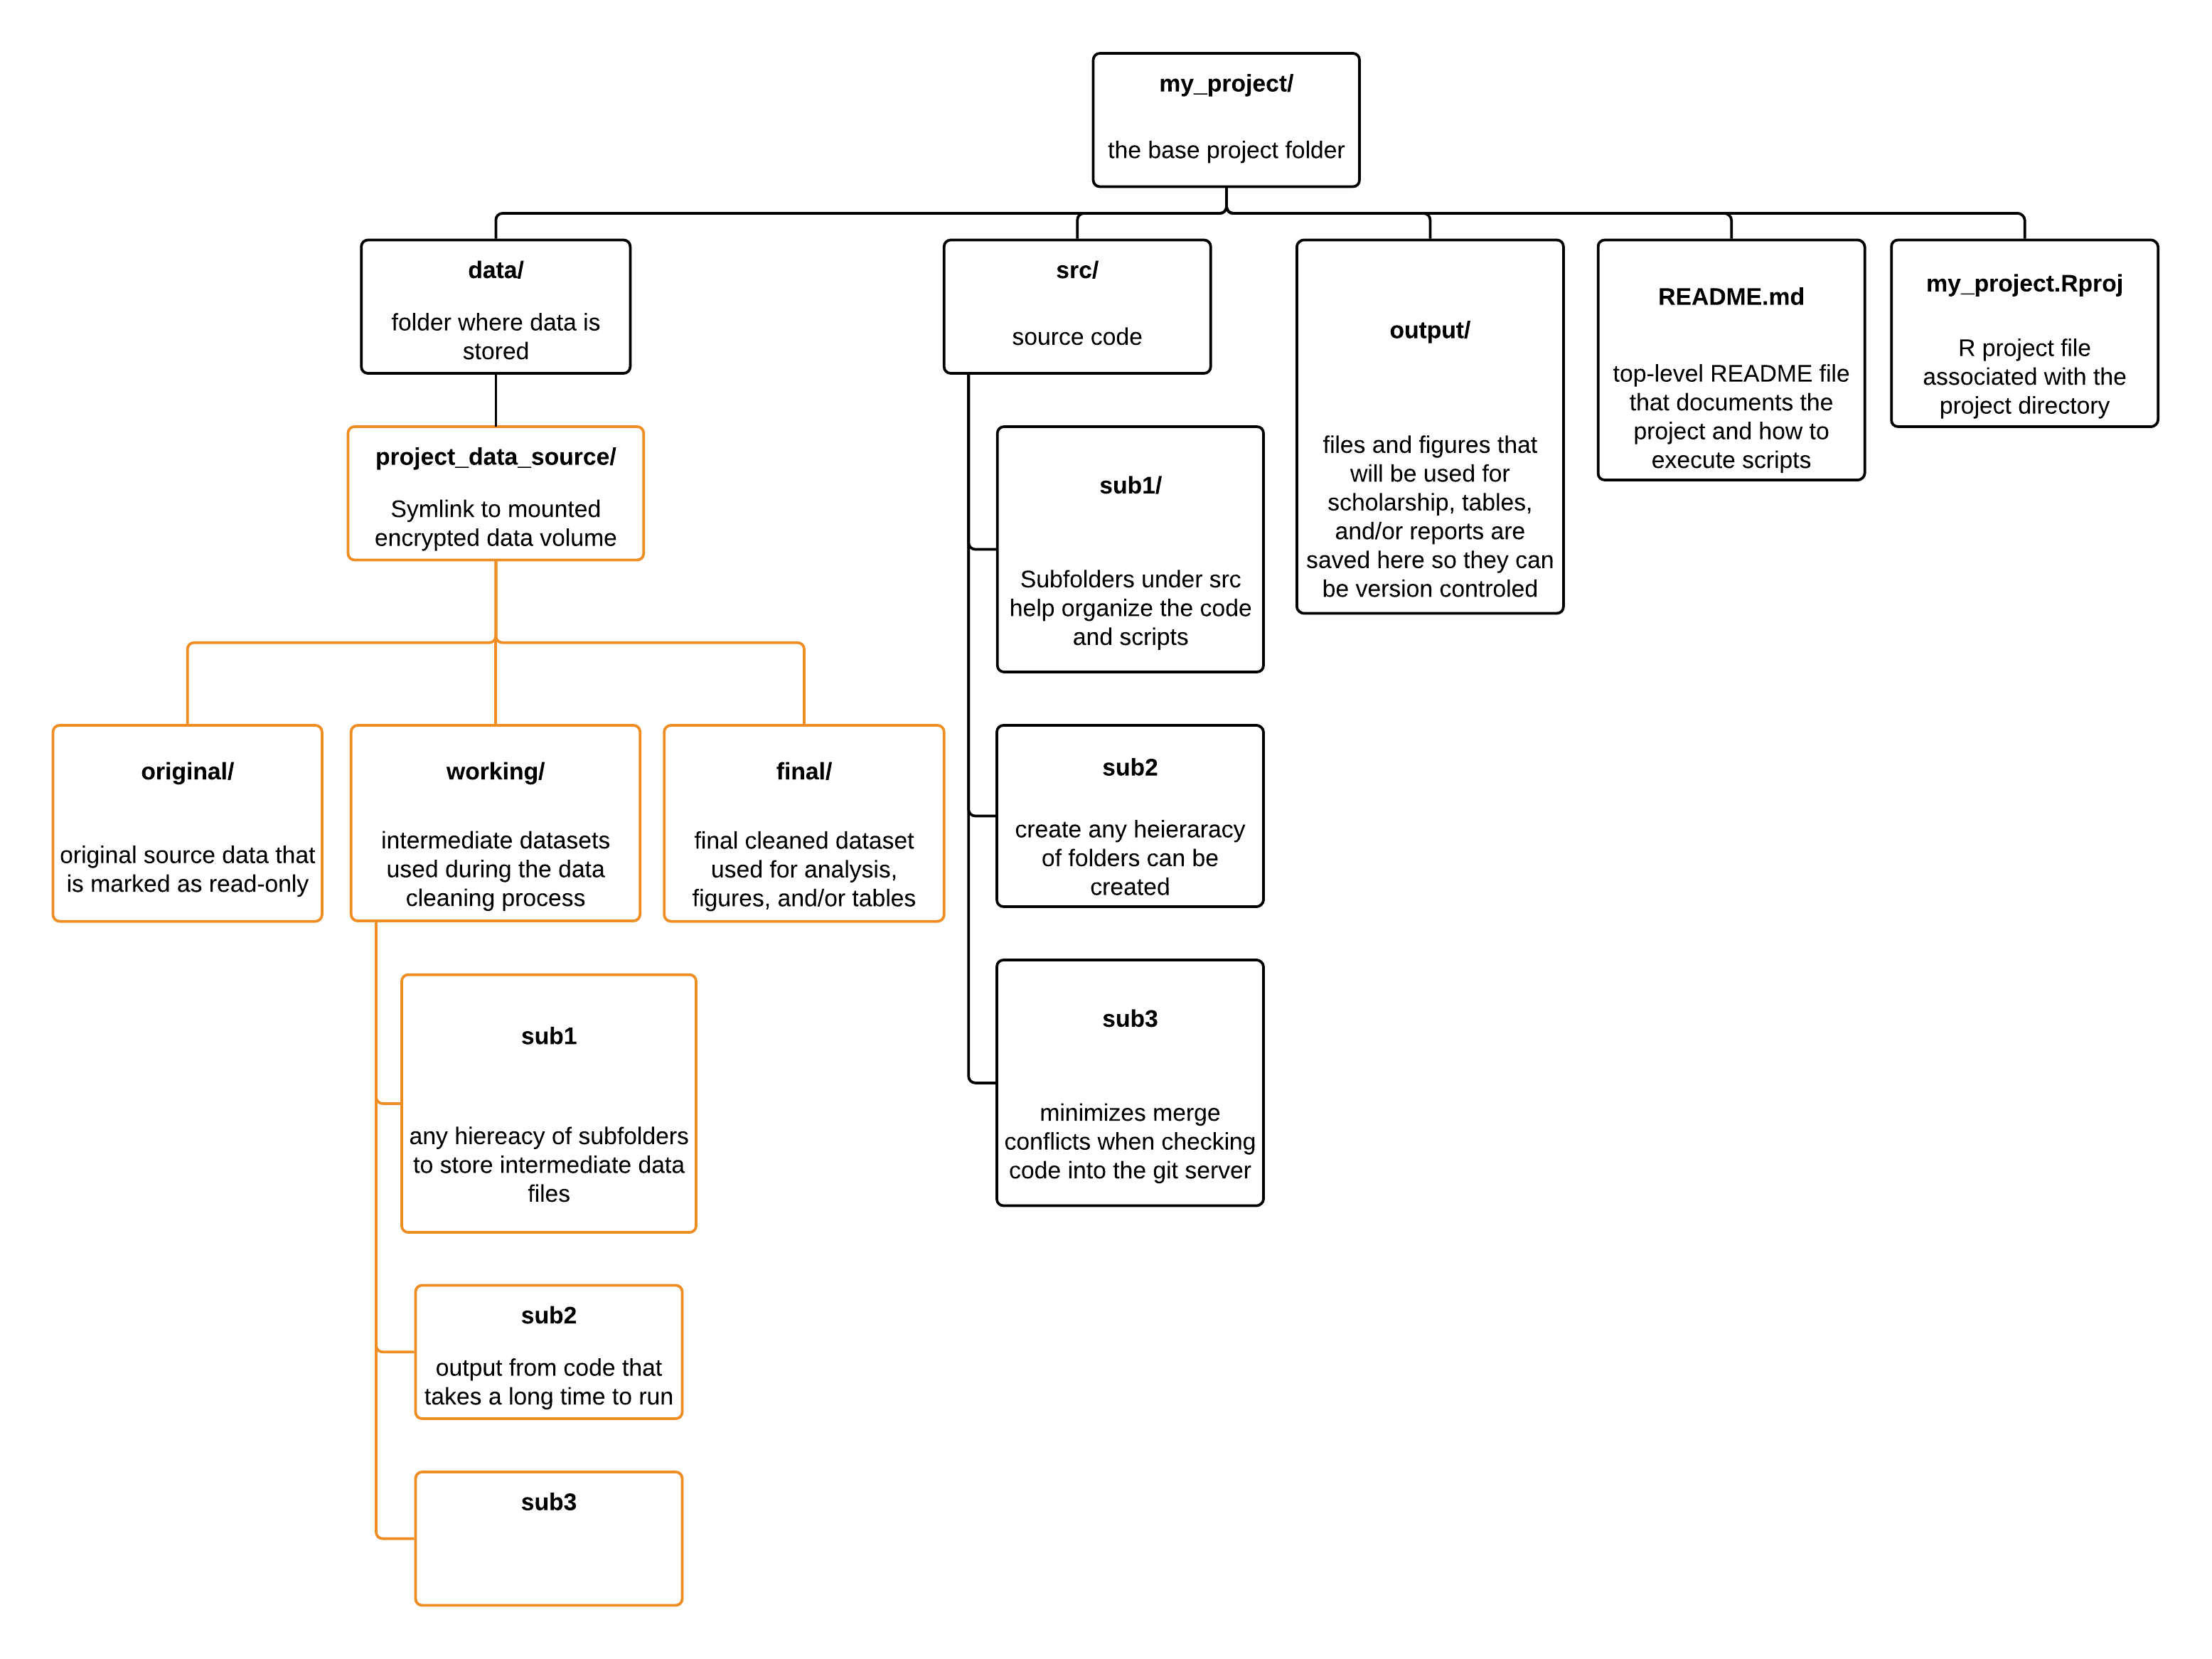 my_project/
the base project folder
data/
folder where data is
stored
src/
source code
output/
files and figures that
will be used for
scholarship, tables,
and/or reports are
saved here so they can
be version controled
README.md
top-level README file
that documents the
project and how to
execute scripts
my_project.Rproj
R project file
associated with the
project directory
project_data_source/
Symlink to mounted
encrypted data volume
sub1/
Subfolders under src
help organize the code
and scripts
original/
original source data that
is marked as read-only
working/
intermediate datasets
used during the data
cleaning process
final/
final cleaned dataset
used for analysis,
figures, and/or tables
sub2
create any heieraracy
of folders can be
created
sub3
minimizes merge
conflicts when checking
code into the git server
sub1
any hiereacy of subfolders
to store intermediate data
files
sub2
output from code that
takes a long time to run
sub3